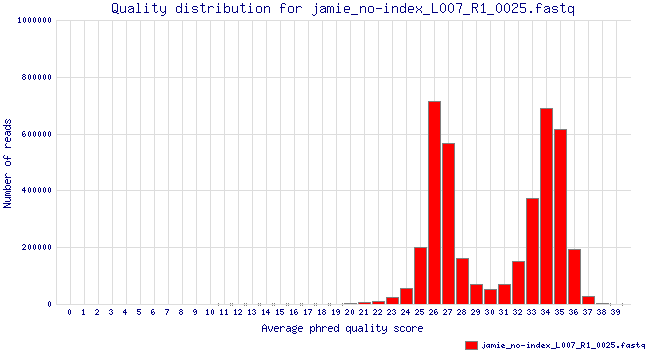 Quality distribution for jamie_no-index_L007_R1_0025.fastq
1000000
800000
600000
400000
200000
0
Number of reads
0 1 2 3 4 5 6 7 8 9 10 11 12 13 14 15 16 17 18 19 20 21 22 23 24 25 26 27 28 29 30 31 32 33 34 35 36 37 38 39
Average phred quality score
jamie_no-index_L007_R1_0025.fastq